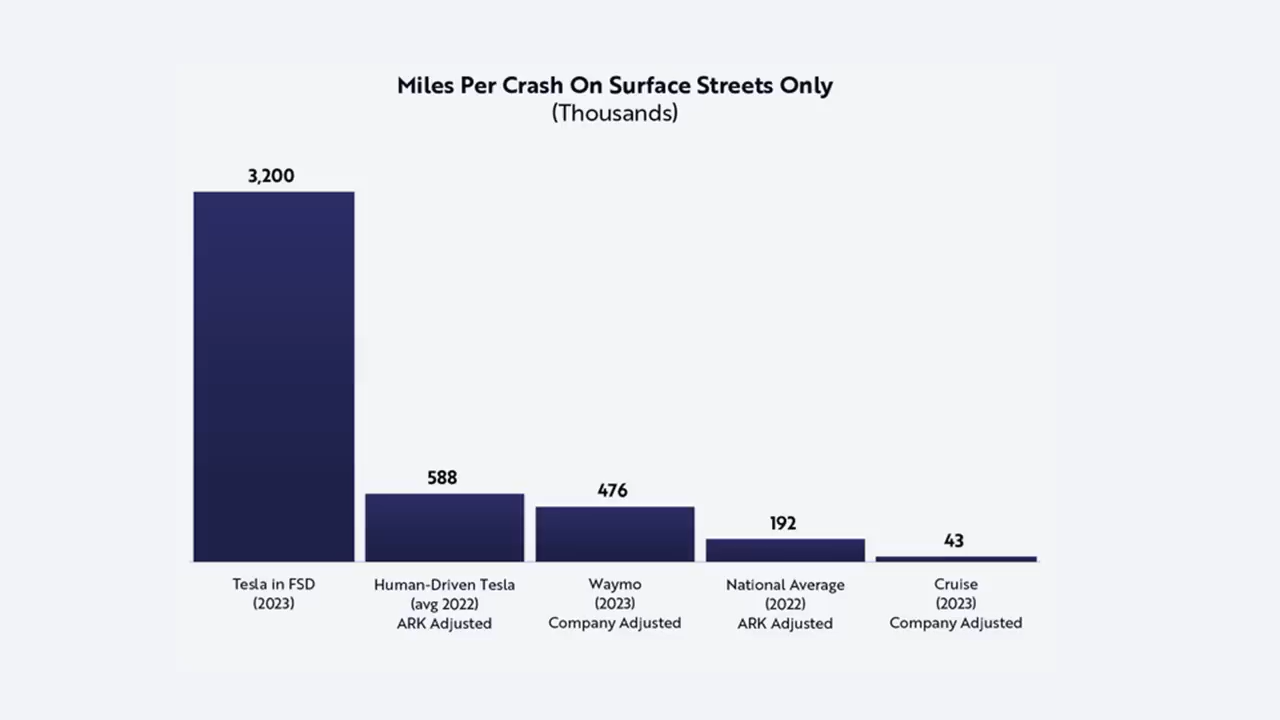 Miles Per Crash On Surface Streets Only
(Thousands)
3,200
588
476
192
43
Tesla in FSD
(2023)
Human-Driven Tesla
(avg 2022)
ARK Adjusted
Waymo
(2023)
Company Adjusted
National Average
(2022)
ARK Adjusted
Cruise
(2023)
Company Adjusted